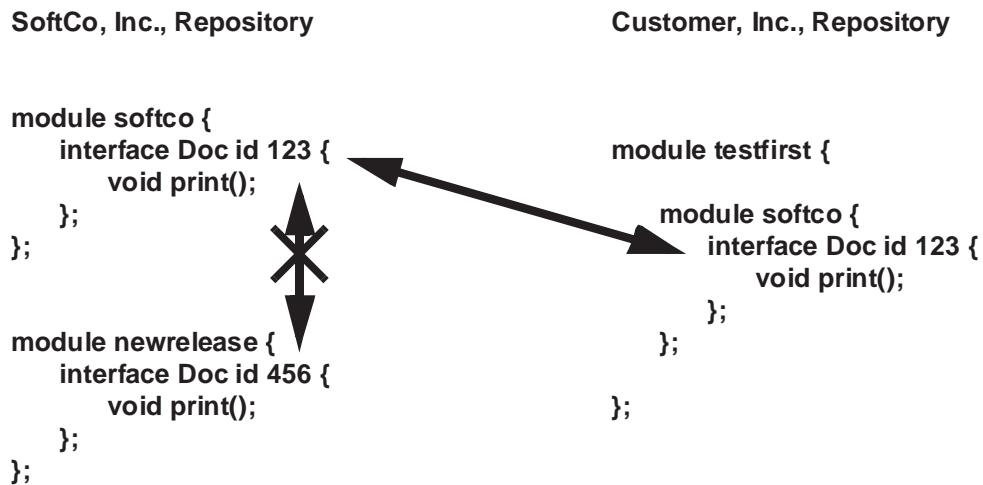 SoftCo, Inc., Repository
module softco {
interface Doc id 123 {
void print();
};
};
module newrelease {
interface Doc id 456 {
void print();
};
};
Customer, Inc., Repository
module testfirst {
module softco {
interface Doc id 123 {
void print();
};
};
};